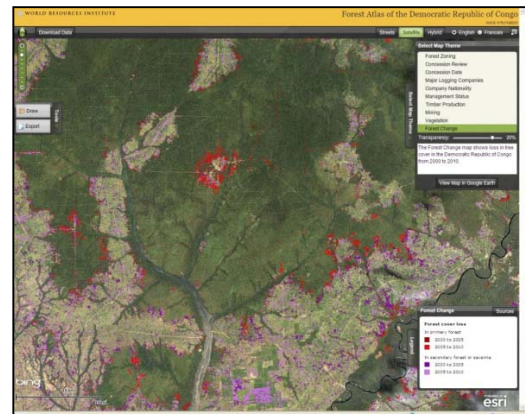 WORLD RESOURCES INSTITUTE
Forest Atlas of the Democratic Republic of Congo
Download Data
Streets Satellite Hybrid English Francais
Select Map Theme
Forest Zoning
Concession Review
Concession Date
Major Logging Companies
Company Nationality
Management Status
Timber Production
Mining
Vegetation
Forest Change
Transparency:
The Forest Change map shows loss in tree
cover in the Democratic Republic of Congo
from 2000 to 2010.
View Map in Google Earth
Select Map Theme
Tools
Draw
Export
Forest Change Sources
Legend
Forest cover loss
In primary forest
2000 to 2005
2005 to 2010
In secondary forest or savanna
2000 to 2005
2005 to 2010
bing
esri